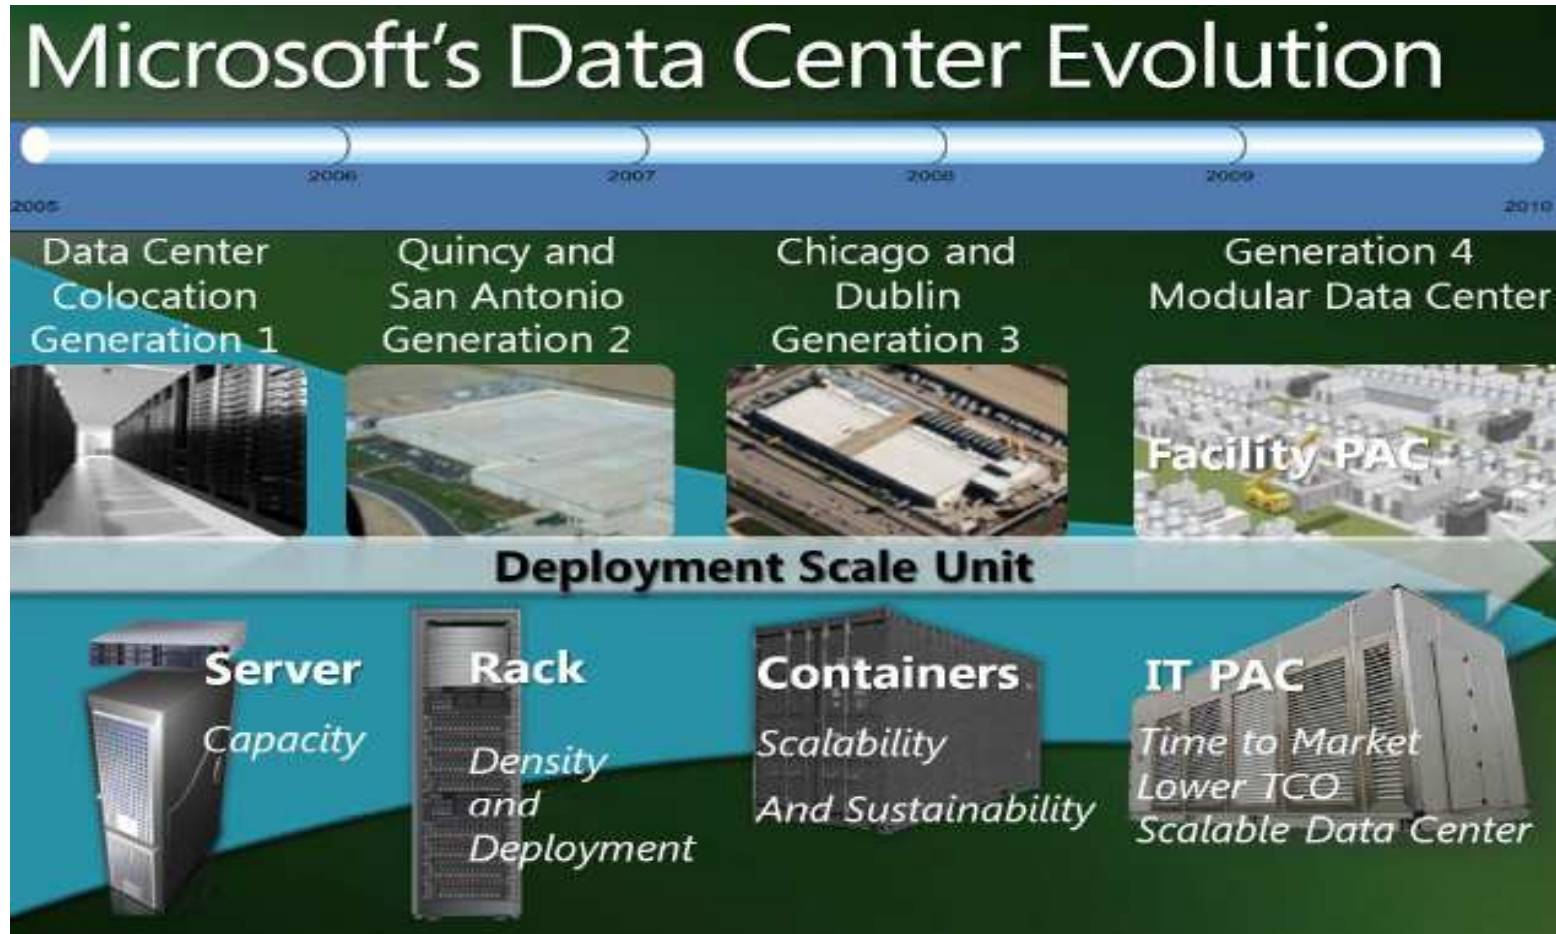 Microsoft's Data Center Evolution
2006
2007
2008
2009
2005
2010
Data Center
Colocation
Generation 1
Quincy and
San Antonio
Generation 2
Chicago and
Dublin
Generation 3
Generation 4
Modular Data Center
Facility PAC
Deployment Scale Unit
Server
Capacity
Rack
Density
and
Deployment
Containers
Scalability
And Sustainability
IT PAC
Time to Market
Lower TCO
Scalable Data Center